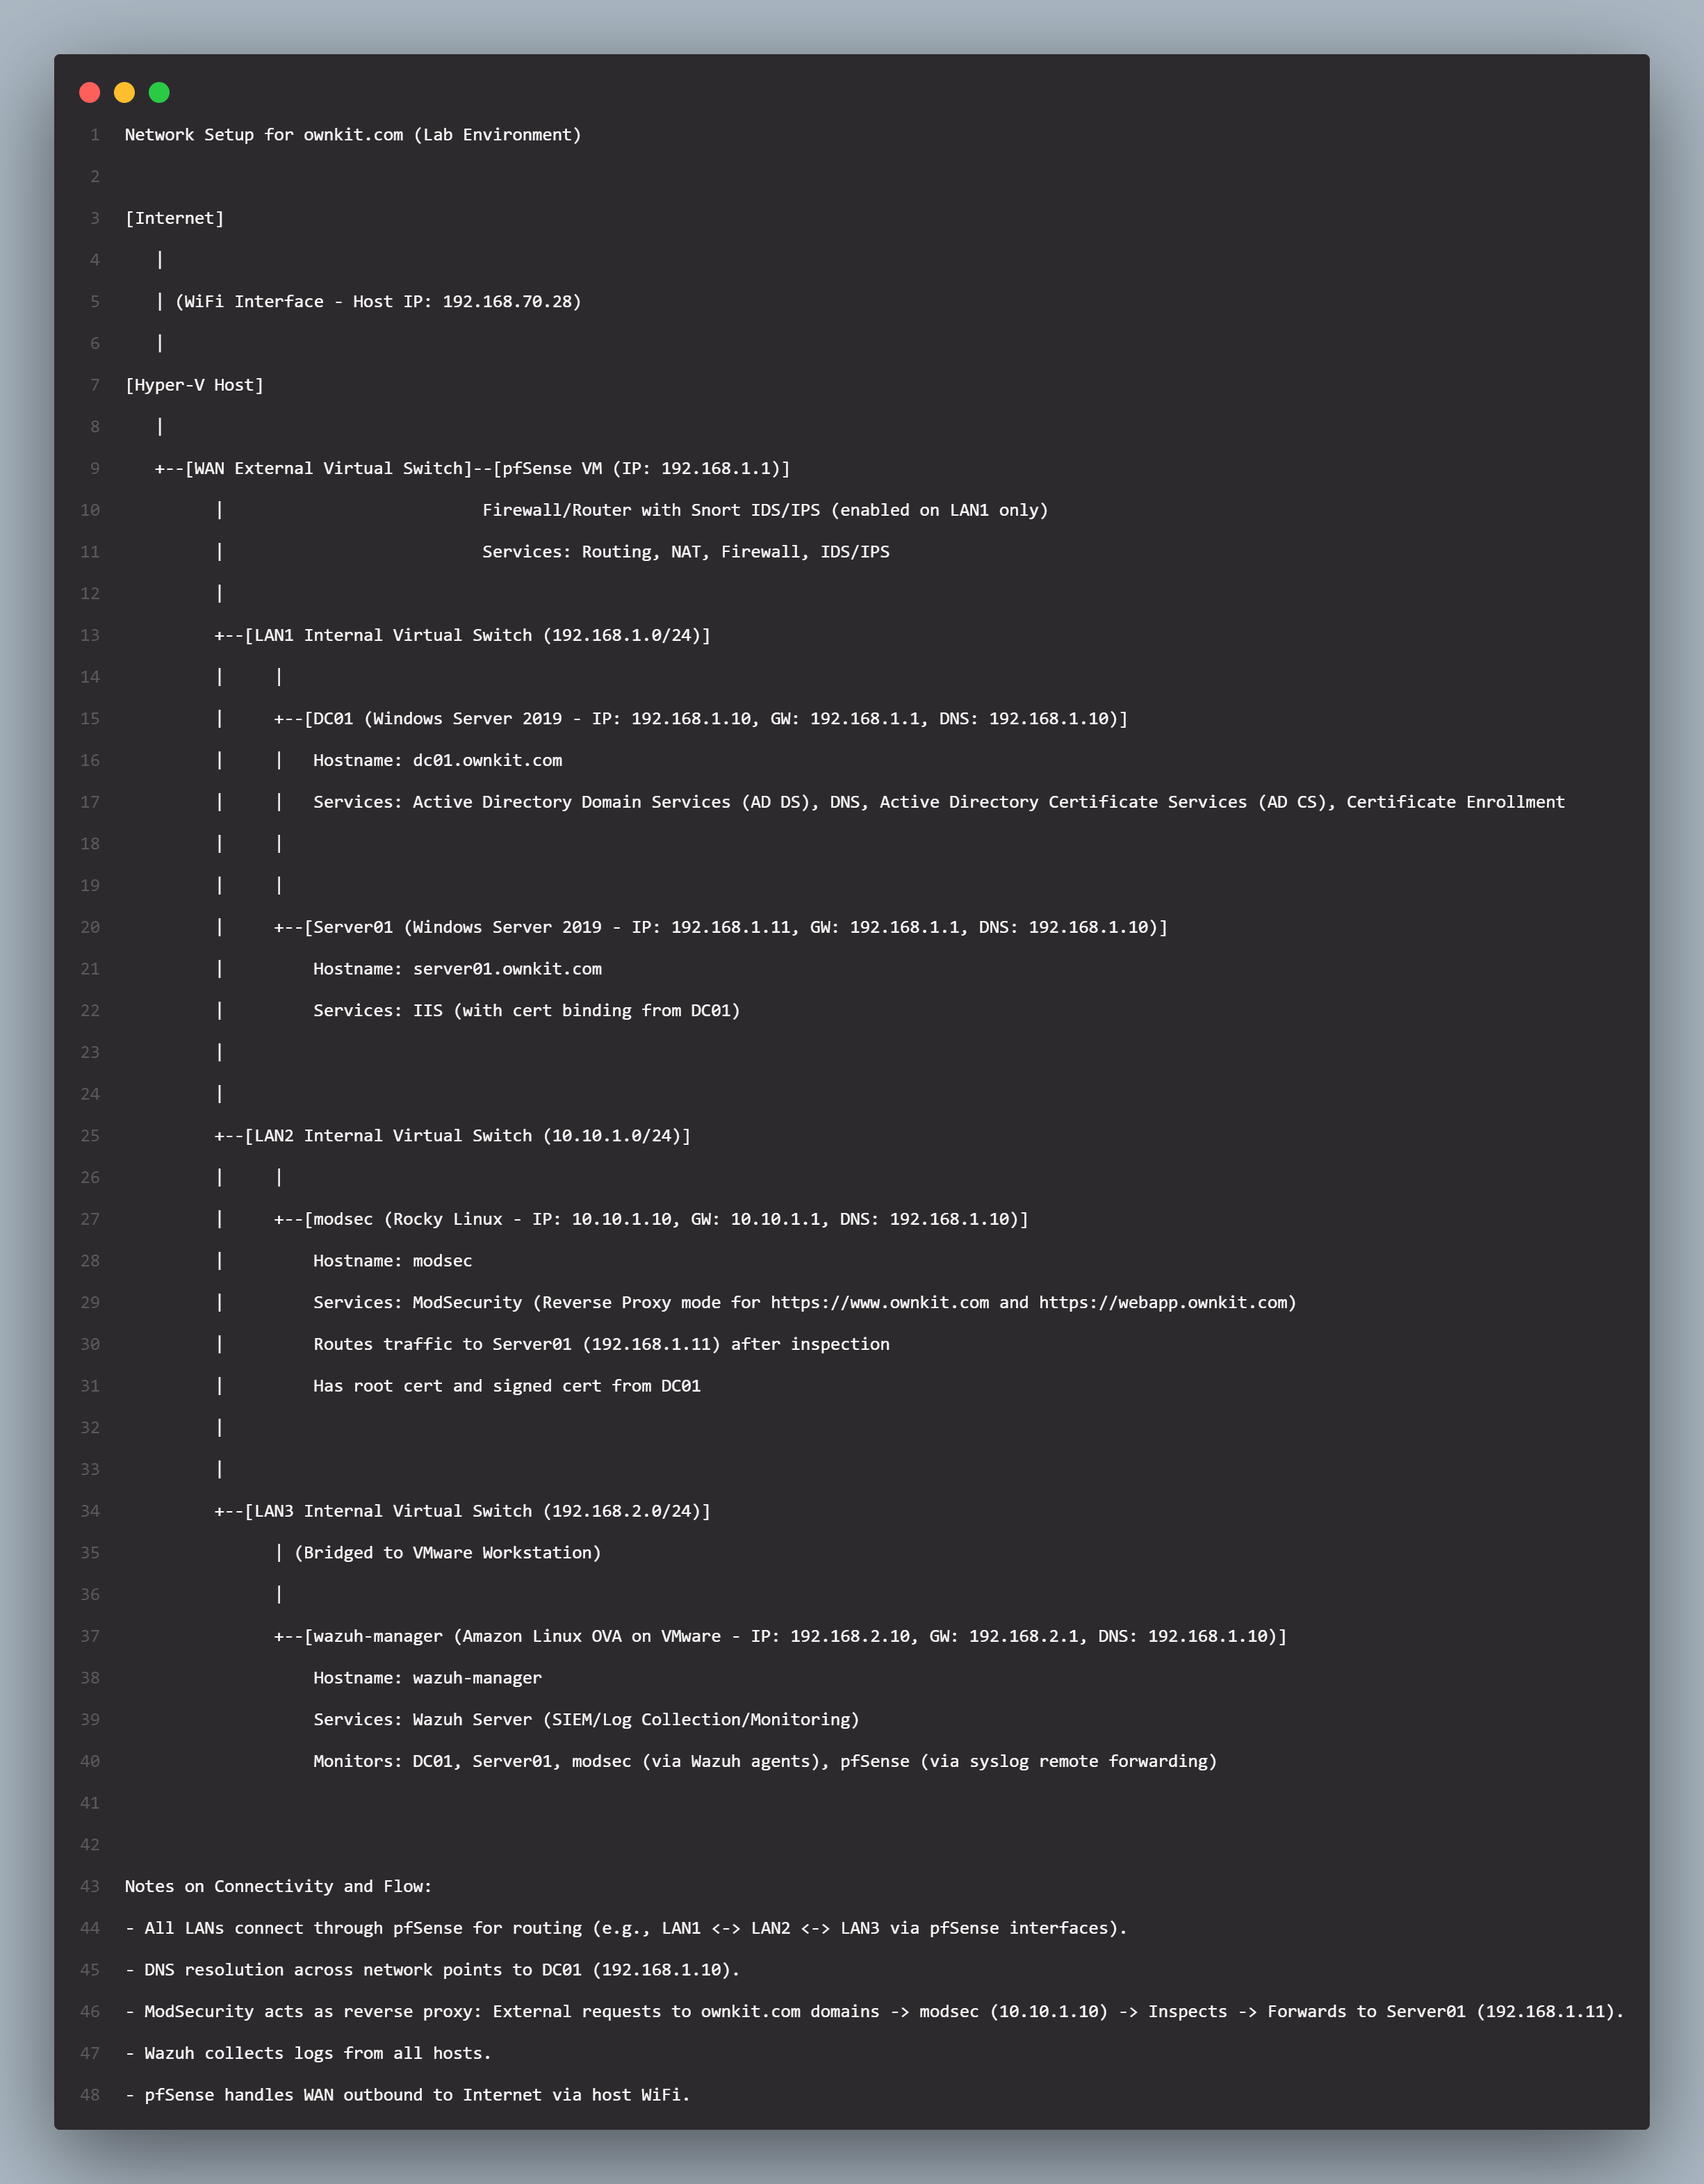 1 Network Setup for ownkit.com (Lab Environment)
2
3 [Internet]
4    |
5    | (WiFi Interface - Host IP: 192.168.70.28)
6    |
7 [Hyper-V Host]
8    |
9    +--[WAN External Virtual Switch]--[pfSense VM (IP: 192.168.1.1)]
10          |                          Firewall/Router with Snort IDS/IPS (enabled on LAN1 only)
11          |                          Services: Routing, NAT, Firewall, IDS/IPS
12          |
13          +--[LAN1 Internal Virtual Switch (192.168.1.0/24)]
14          |     |
15          |     +--[DC01 (Windows Server 2019 - IP: 192.168.1.10, GW: 192.168.1.1, DNS: 192.168.1.10)]
16          |     |   Hostname: dc01.ownkit.com
17          |     |   Services: Active Directory Domain Services (AD DS), DNS, Active Directory Certificate Services (AD CS), Certificate Enrollment
18          |     |
19          |     |
20          |     +--[Server01 (Windows Server 2019 - IP: 192.168.1.11, GW: 192.168.1.1, DNS: 192.168.1.10)]
21          |         Hostname: server01.ownkit.com
22          |         Services: IIS (with cert binding from DC01)
23          |
24          |
25          +--[LAN2 Internal Virtual Switch (10.10.1.0/24)]
26          |     |
27          |     +--[modsec (Rocky Linux - IP: 10.10.1.10, GW: 10.10.1.1, DNS: 192.168.1.10)]
28          |         Hostname: modsec
29          |         Services: ModSecurity (Reverse Proxy mode for https://www.ownkit.com and https://webapp.ownkit.com)
30          |         Routes traffic to Server01 (192.168.1.11) after inspection
31          |         Has root cert and signed cert from DC01
32          |
33          |
34          +--[LAN3 Internal Virtual Switch (192.168.2.0/24)]
35                | (Bridged to VMware Workstation)
36                |
37                +--[wazuh-manager (Amazon Linux OVA on VMware - IP: 192.168.2.10, GW: 192.168.2.1, DNS: 192.168.1.10)]
38                    Hostname: wazuh-manager
39                    Services: Wazuh Server (SIEM/Log Collection/Monitoring)
40                    Monitors: DC01, Server01, modsec (via Wazuh agents), pfSense (via syslog remote forwarding)
41
42
43 Notes on Connectivity and Flow:
44 - All LANs connect through pfSense for routing (e.g., LAN1 <-> LAN2 <-> LAN3 via pfSense interfaces).
45 - DNS resolution across network points to DC01 (192.168.1.10).
46 - ModSecurity acts as reverse proxy: External requests to ownkit.com domains -> modsec (10.10.1.10) -> Inspects -> Forwards to Server01 (192.168.1.11).
47 - Wazuh collects logs from all hosts.
48 - pfSense handles WAN outbound to Internet via host WiFi.